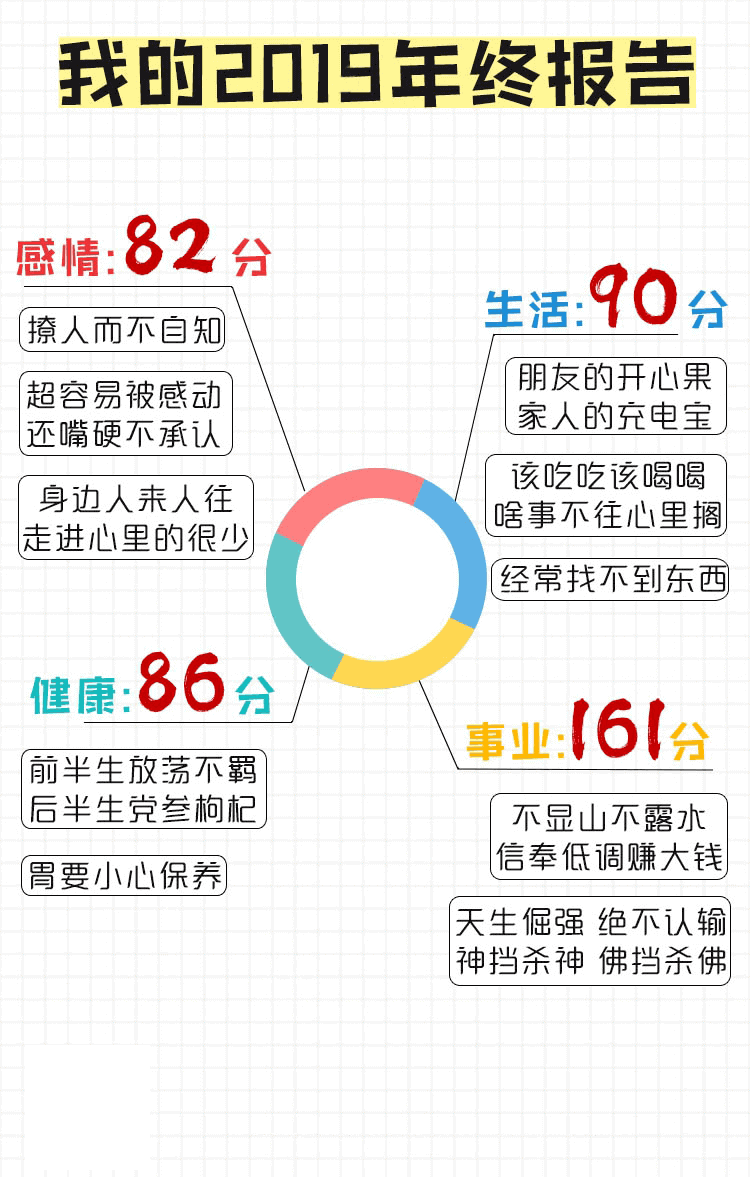 我的2019年终报告
感情:82分
撩人而不自知
超容易被感动
还嘴硬不承认
身边人来人往
走进心里的很少
生活:90分
朋友的开心果
家人的充电宝
该吃吃该喝喝
啥事不往心里搁
经常找不到东西
健康:86分
前半生放荡不羁
后半生党参枸杞
胃要小心保养
事业:161分
不显山不露水
信奉低调赚大钱
天生倔强 绝不认输
神挡杀神 佛挡杀佛